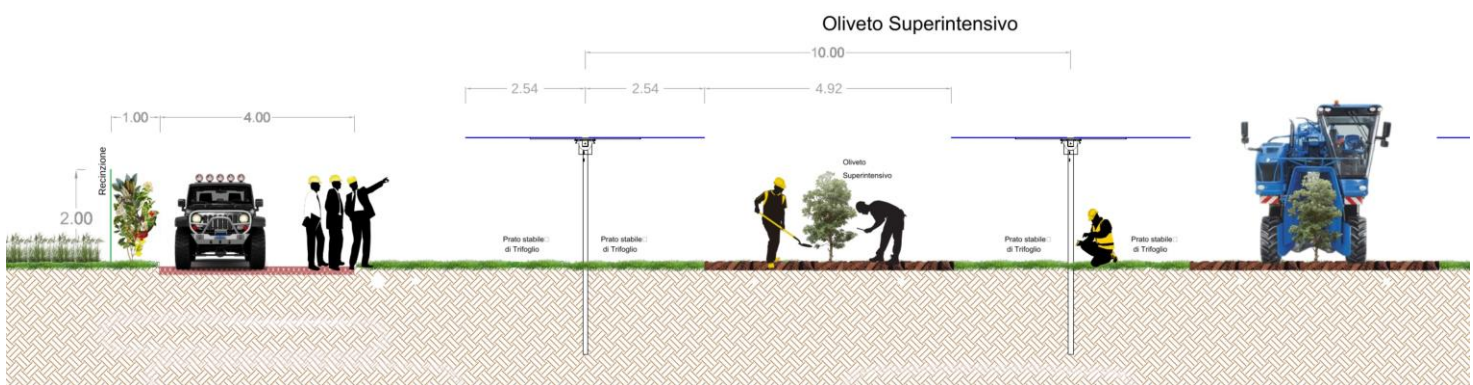 Oliveto Superintensivo
10.00
2.54
2.54
4.92
1.00
4.00
Recinzione
2.00
Oliveto
Superintensivo
Prato stabile
di Trifoglio
Prato stabile
di Trifoglio
Prato stabile
di Trifoglio
Prato stabile
di Trifoglio